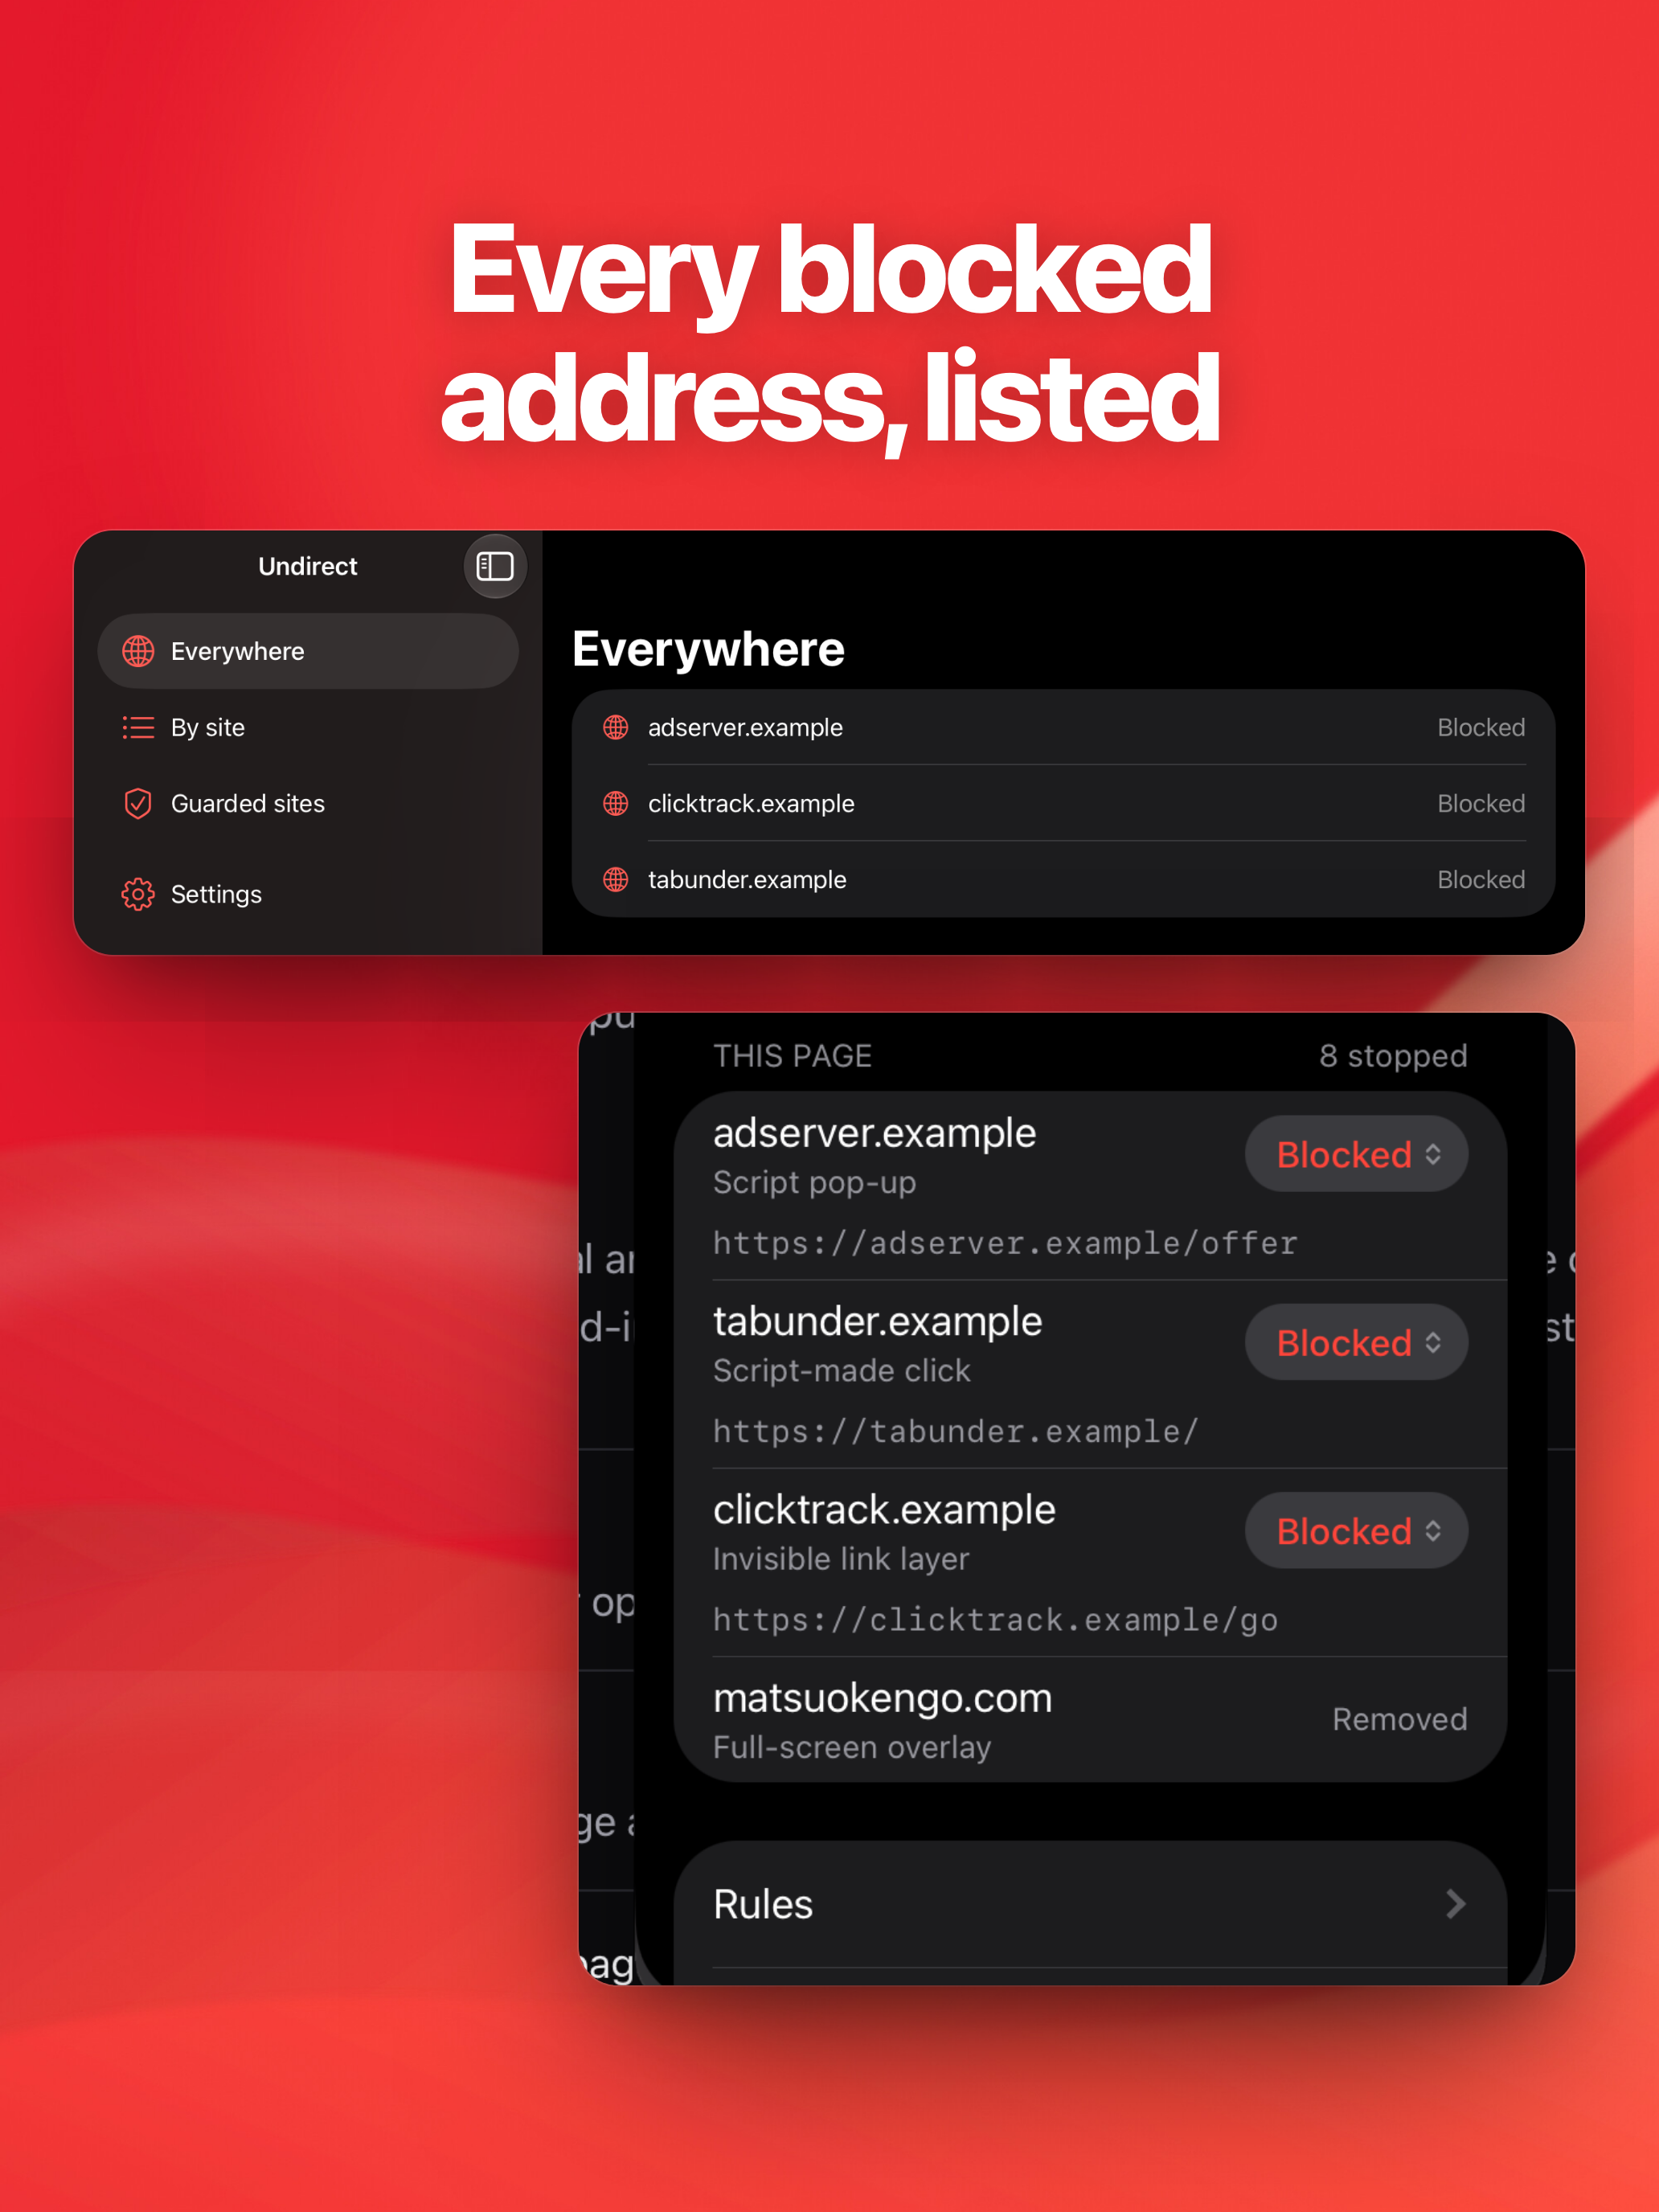 Every blocked
address, listed
Undirect
Everywhere
By site
Guarded sites
Settings
Everywhere
adserver.example Blocked
clicktrack.example Blocked
tabunder.example Blocked
THIS PAGE 8 stopped
adserver.example Blocked
Script pop-up
https://adserver.example/offer
tabunder.example Blocked
Script-made click
https://tabunder.example/
clicktrack.example Blocked
Invisible link layer
https://clicktrack.example/go
matsuokengo.com Removed
Full-screen overlay
Rules